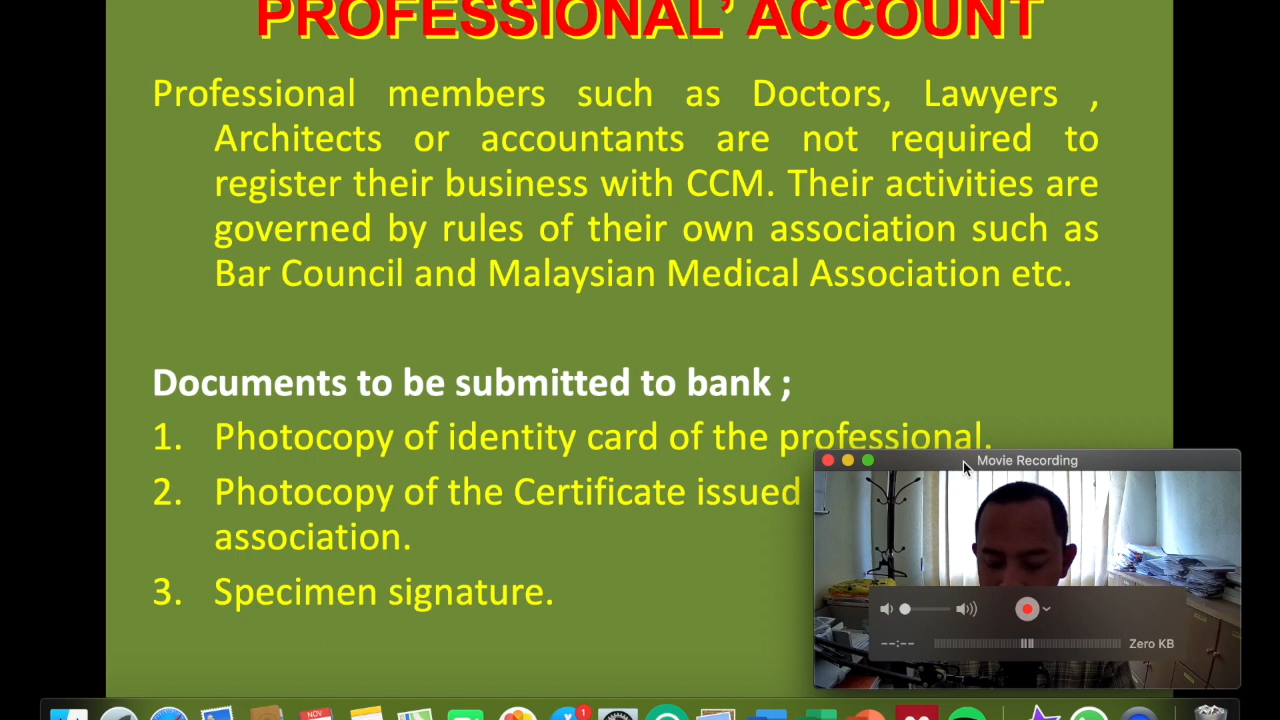 PROFESSIONAL' ACCOUNT
Professional members such as Doctors, Lawyers ,
Architects or accountants are not required to
register their business with CCM. Their activities are
governed by rules of their own association such as
Bar Council and Malaysian Medical Association etc.
Documents to be submitted to bank ;
1. Photocopy of identity card of the professional.
2. Photocopy of the Certificate issued
association.
3. Specimen signature.
Movie Recording
--:-- Zero KB
NOV
1